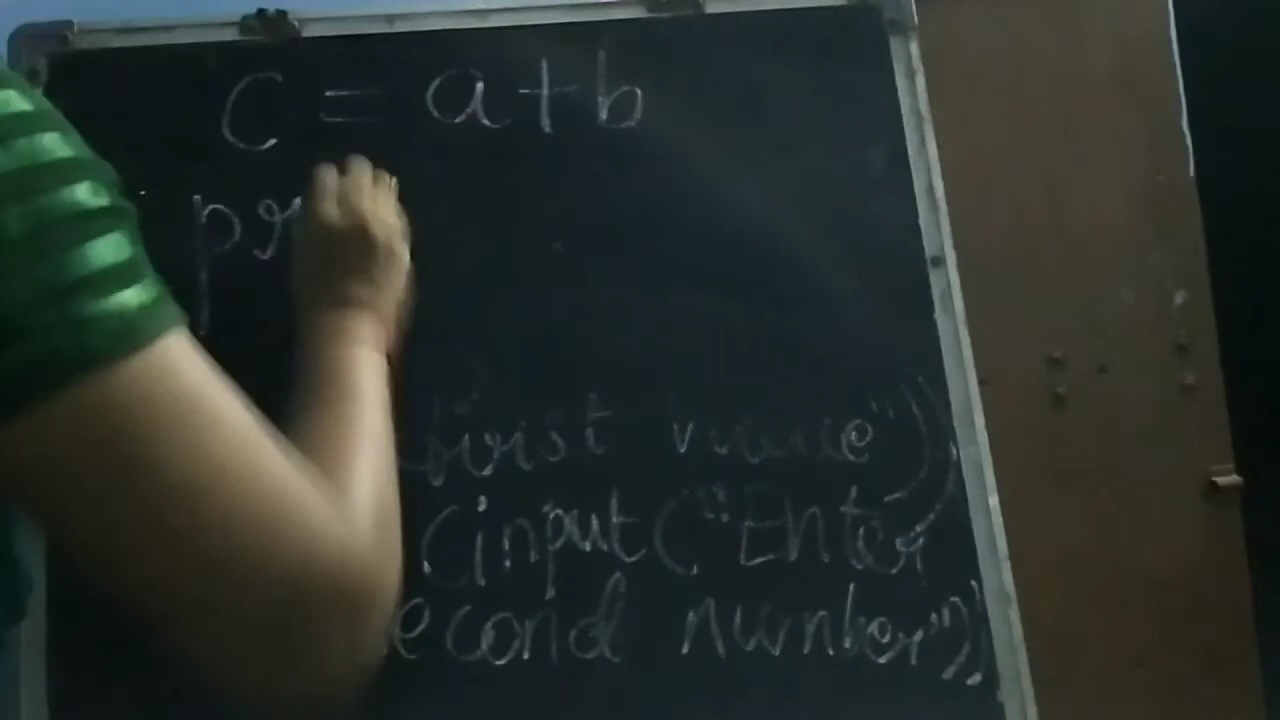 c = a+b
pr
first value"))
(input("Enter
econd number"))